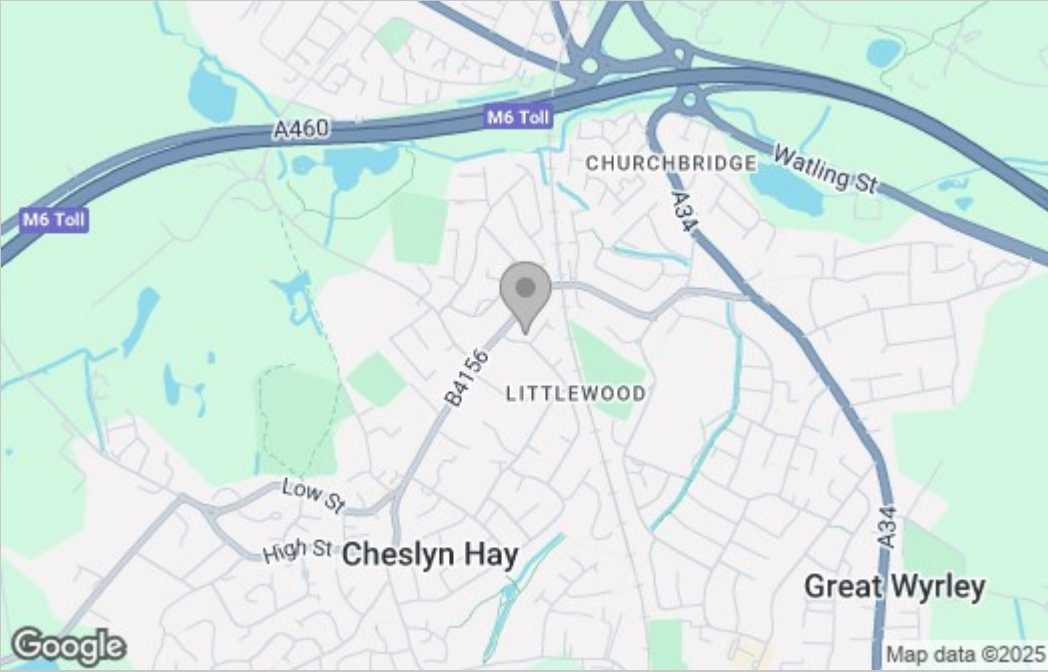 M6 Toll
A460
CHURCHBRIDGE
Watling St
M6 Toll
A34
B4156
LITTLEWOOD
Low St
High St
Cheslyn Hay
A34
Great Wyrley
Google
Map data ©2025